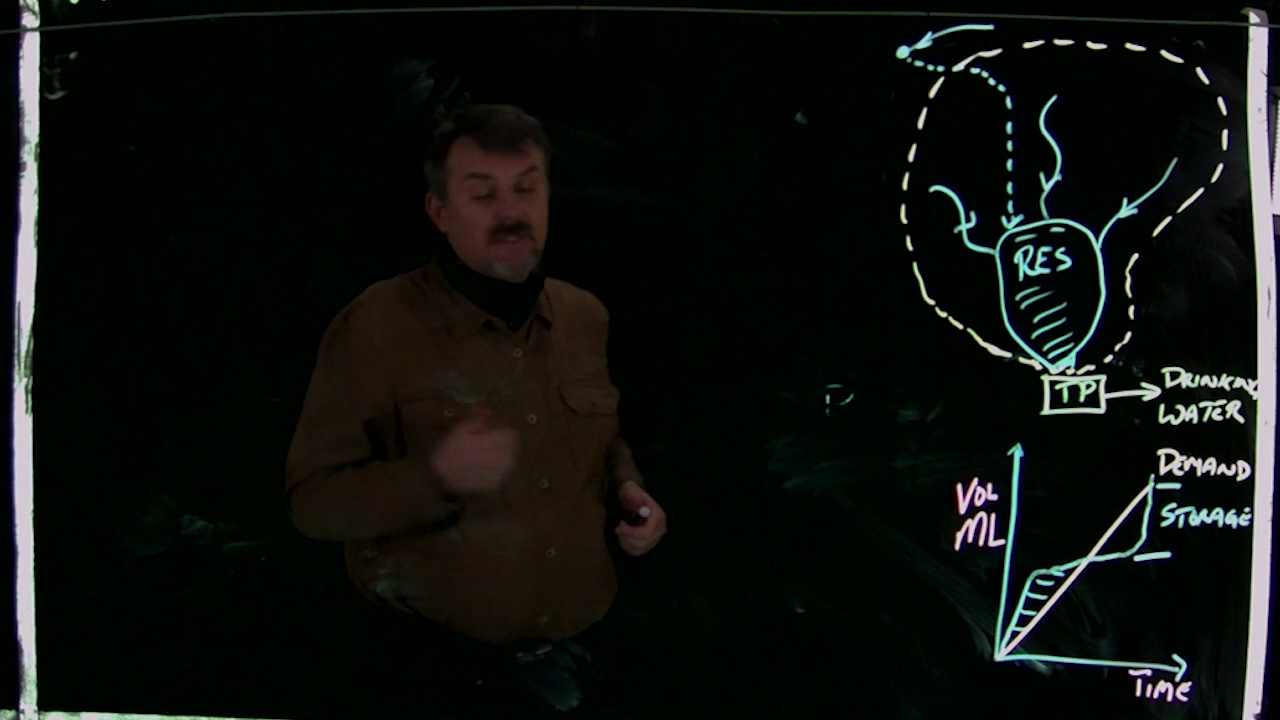 RES
TP
DRINKING
WATER
DEMAND
VOL
ML
STORAGE
TIME